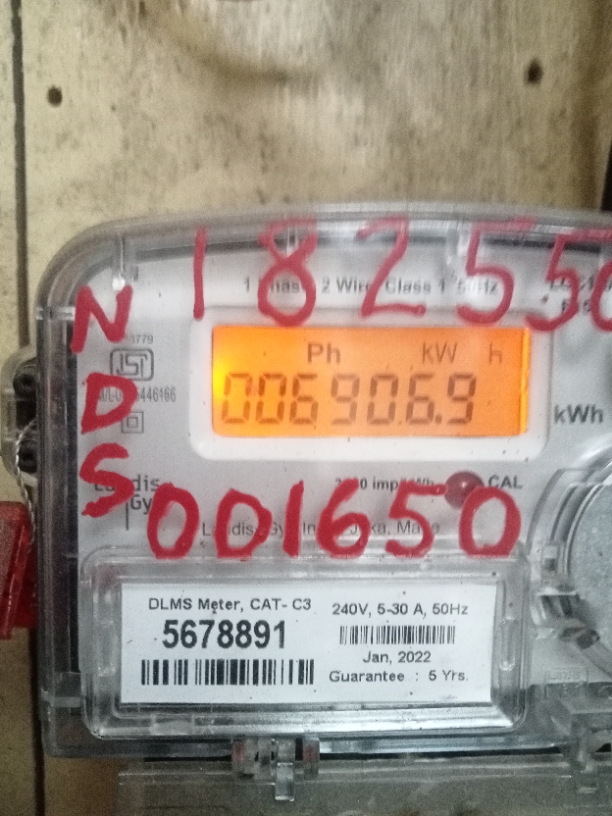 182550
1 Phase 2 Wire Class 1 50Hz
N
D
S
Ph kW h
006906.9
kWh
CAL
001650
DLMS Meter, CAT- C3
5678891
240V, 5-30 A, 50Hz
Jan, 2022
Guarantee : 5 Yrs.